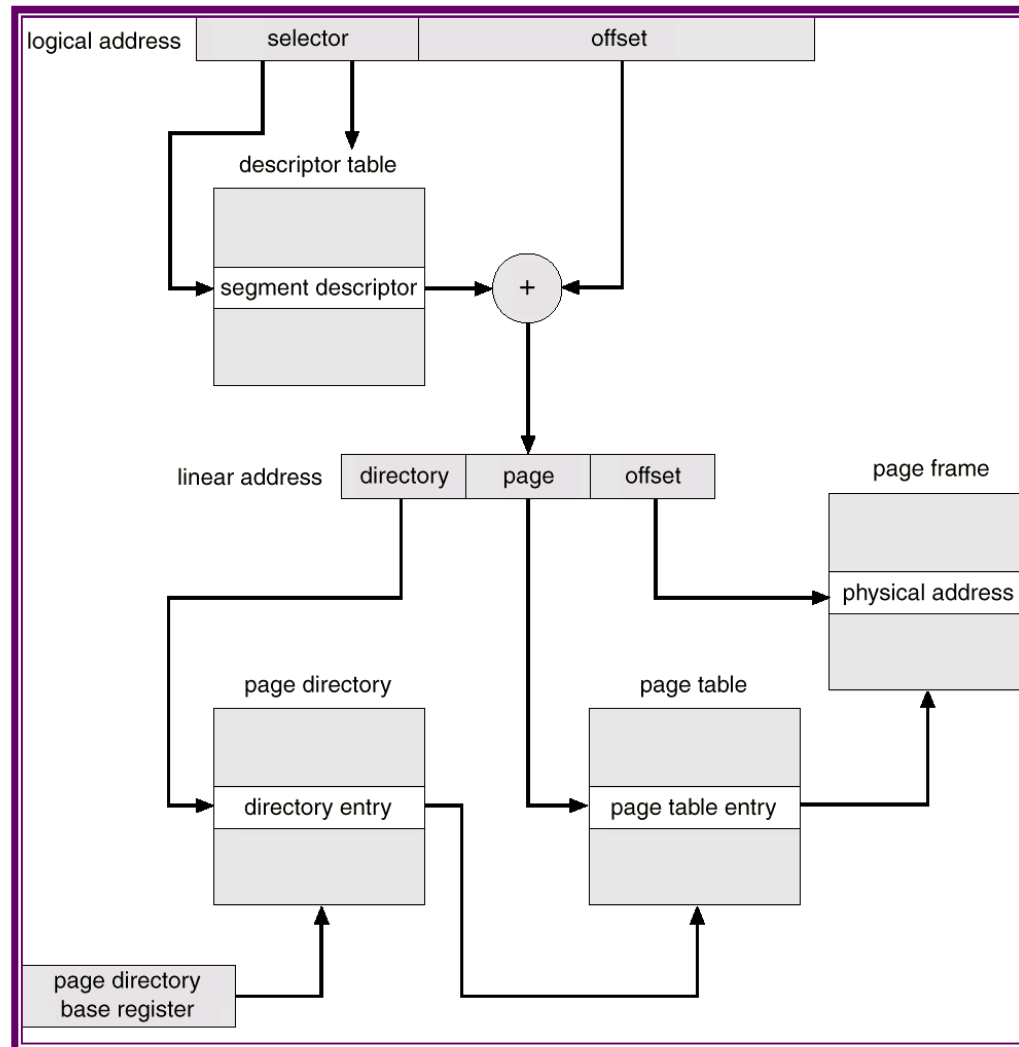 logical address
selector
offset
descriptor table
segment descriptor
+
linear address
directory
page
offset
page frame
physical address
page directory
page table
directory entry
page table entry
page directory
base register